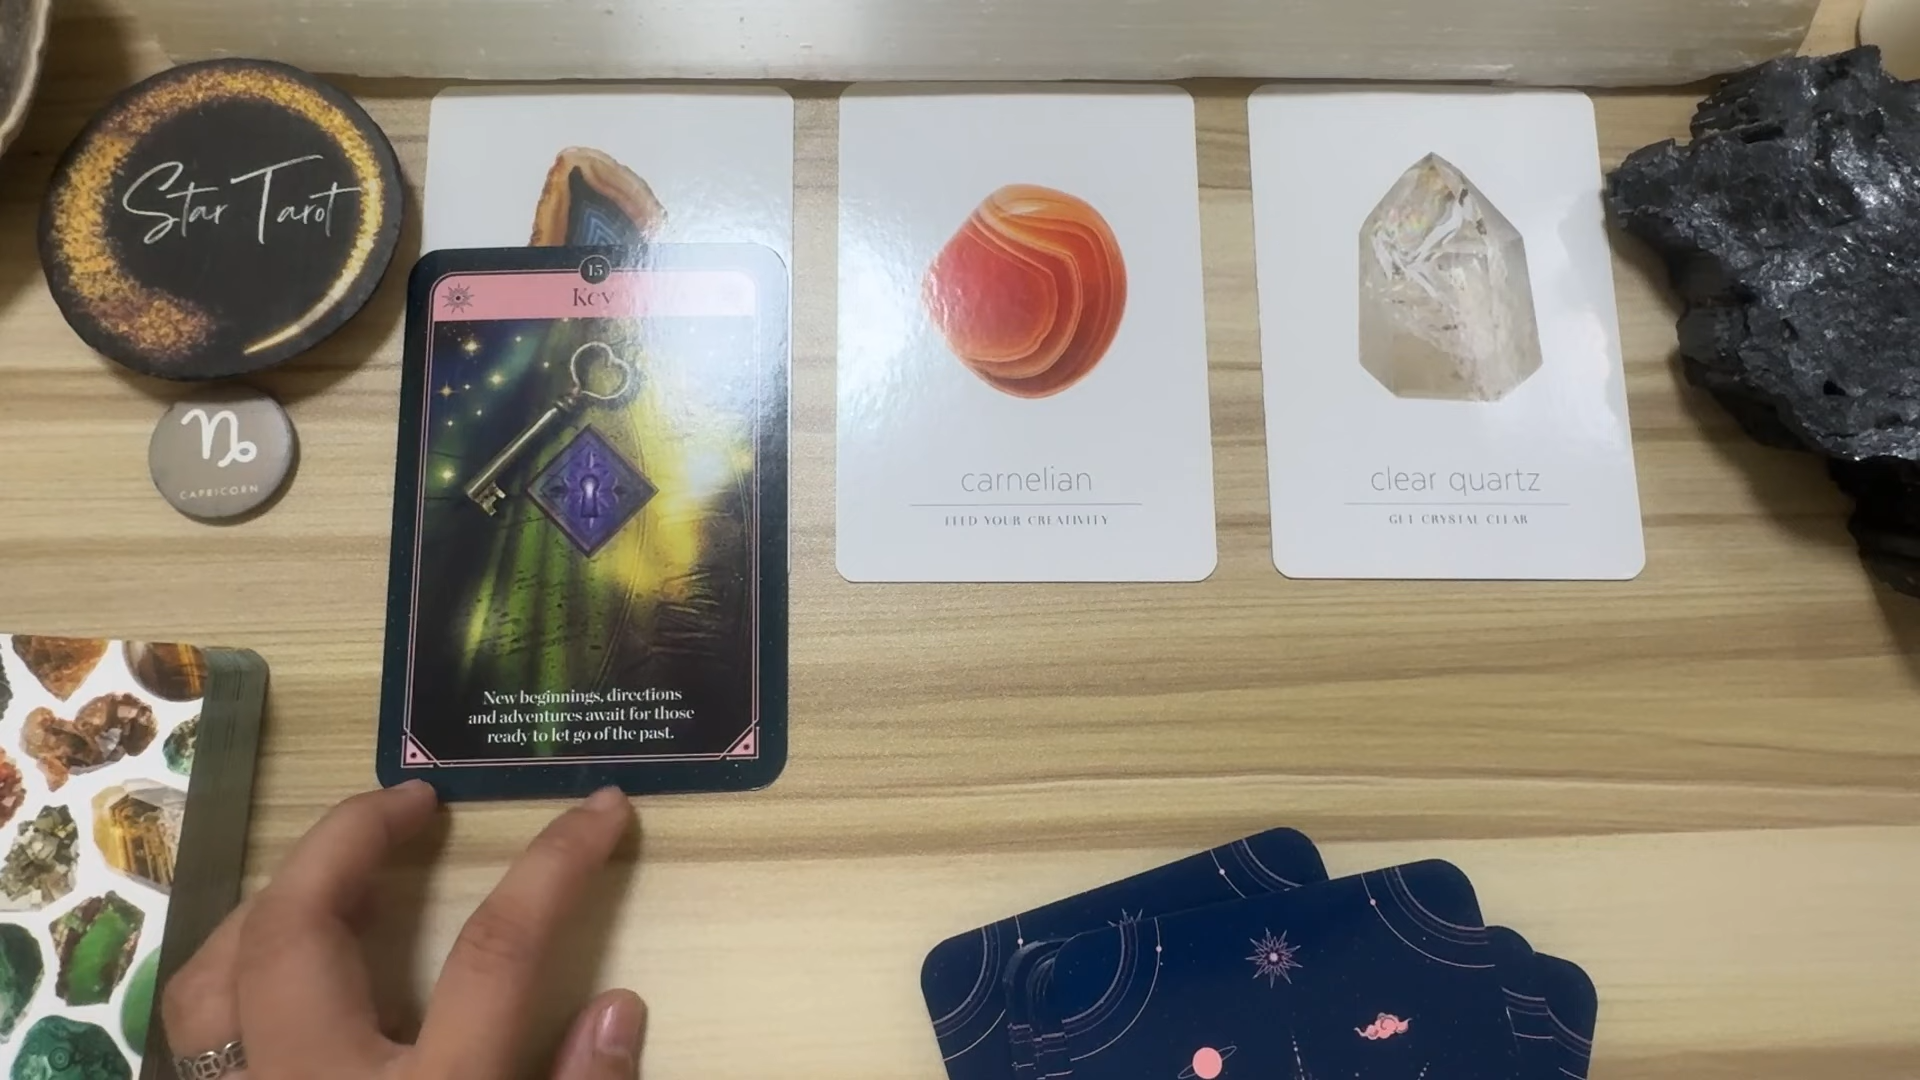 Star Tarot
CAPRICORN
15
Key
New beginnings, directions
and adventures await for those
ready to let go of the past.
carnelian
FEED YOUR CREATIVITY
clear quartz
GET CRYSTAL CLEAR